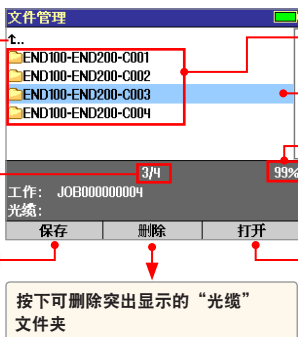 文件管理
t..
END100-END200-C001
END100-END200-C002
END100-END200-C003
END100-END200-C004
3/4 99%
工作: JOB00000004
光缆:
保存 删除 打开
按下可删除突出显示的“光缆”
文件夹